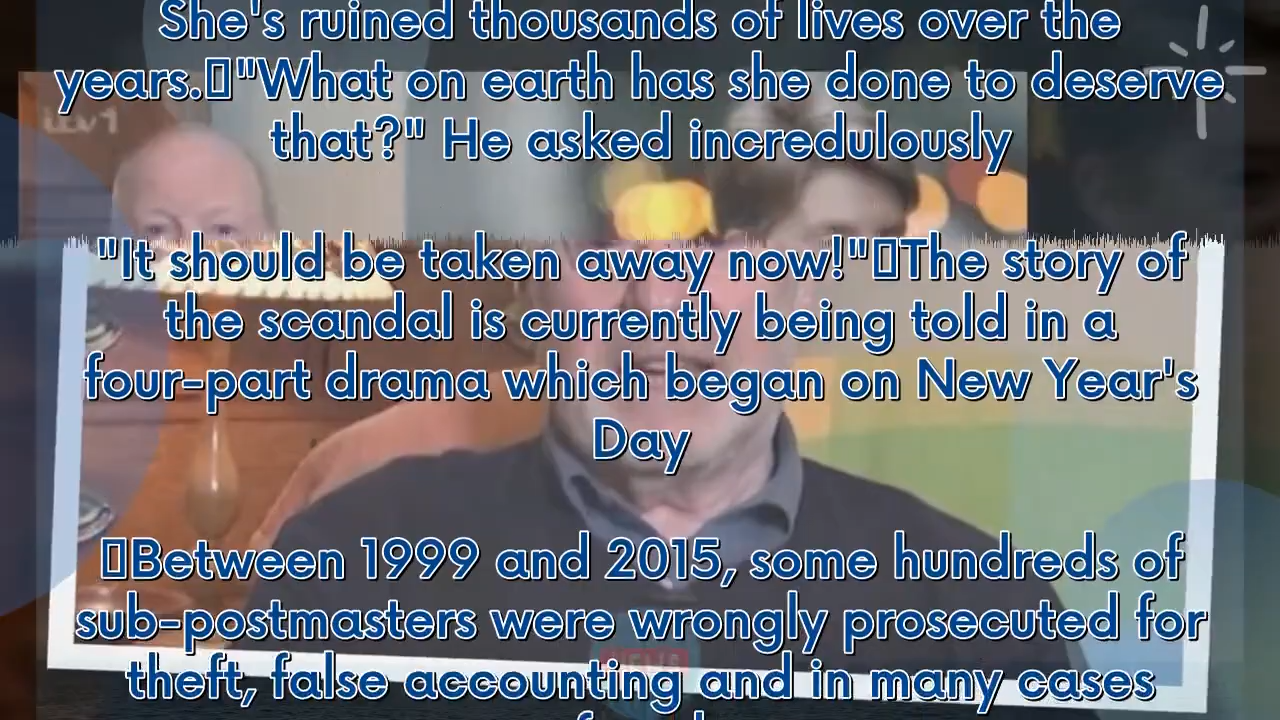 She's ruined thousands of lives over the
years.▯"What on earth has she done to deserve
that?" He asked incredulously
"It should be taken away now!"▯The story of
the scandal is currently being told in a
four-part drama which began on New Year's
Day
▯Between 1999 and 2015, some hundreds of
sub-postmasters were wrongly prosecuted for
theft, false accounting and in many cases
itv1
NEWS